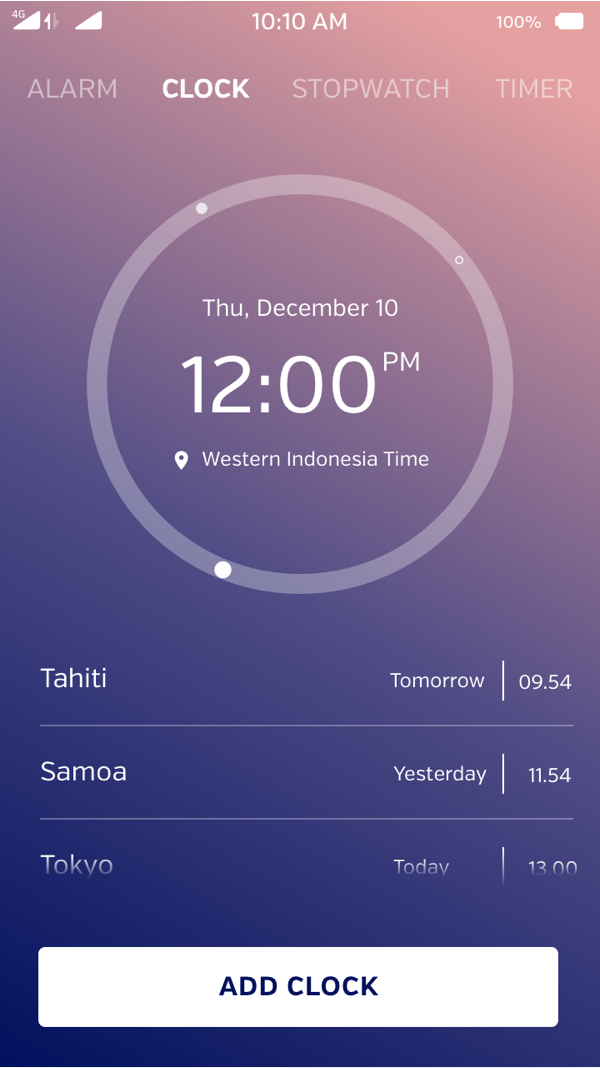 4G 10:10 AM 100%
ALARM CLOCK STOPWATCH TIMER
Thu, December 10
12:00 PM
Western Indonesia Time
Tahiti Tomorrow 09.54
Samoa Yesterday 11.54
Tokyo Today 13.00
ADD CLOCK